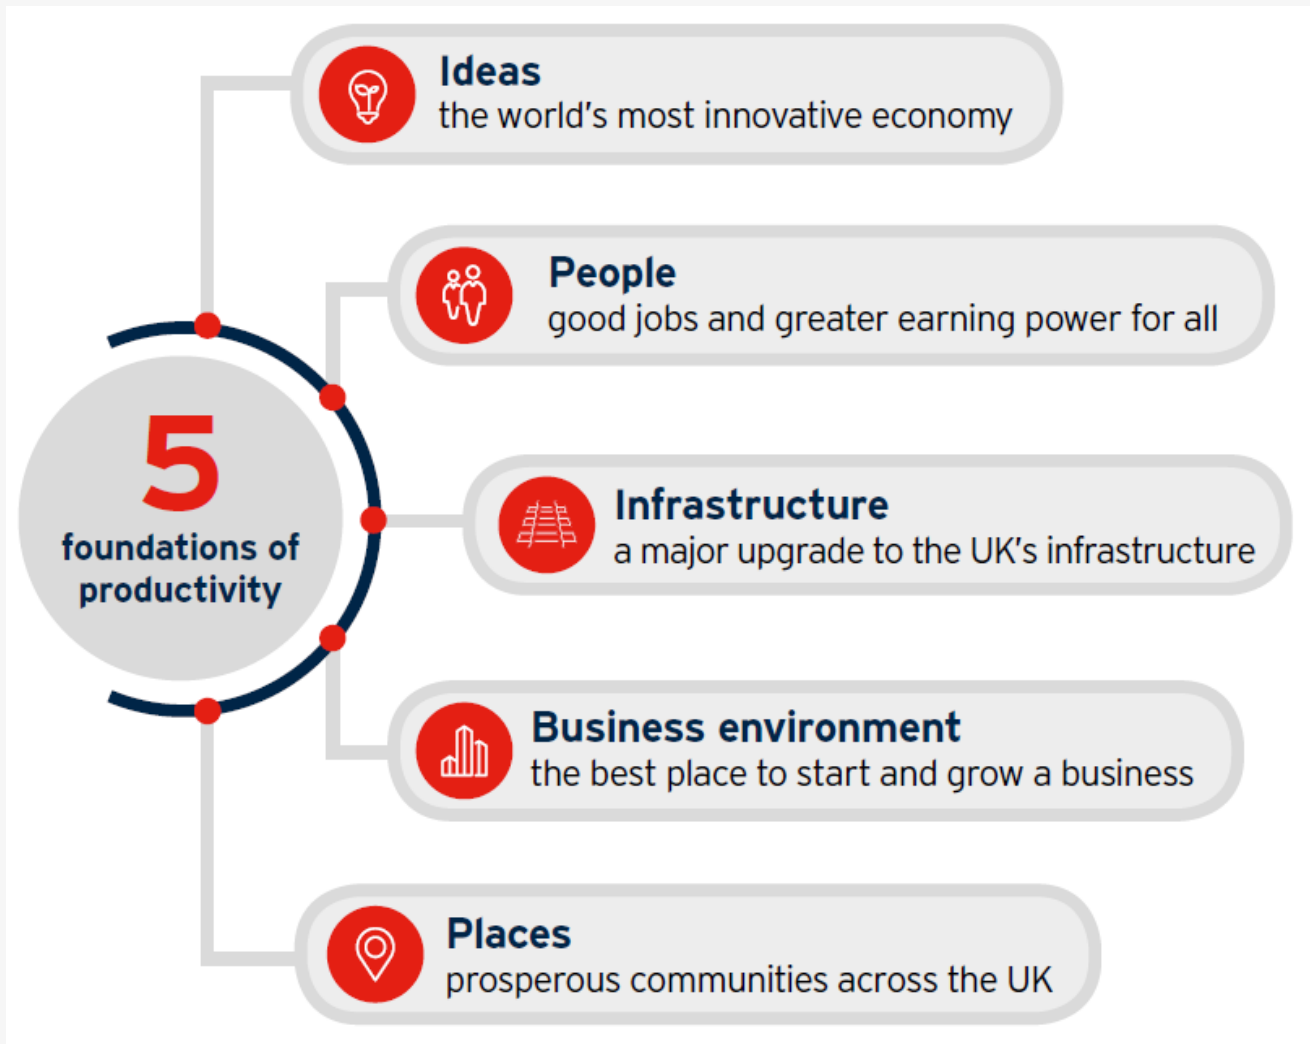 Ideas
the world's most innovative economy
People
good jobs and greater earning power for all
5
foundations of
productivity
Infrastructure
a major upgrade to the UK's infrastructure
Business environment
the best place to start and grow a business
Places
prosperous communities across the UK